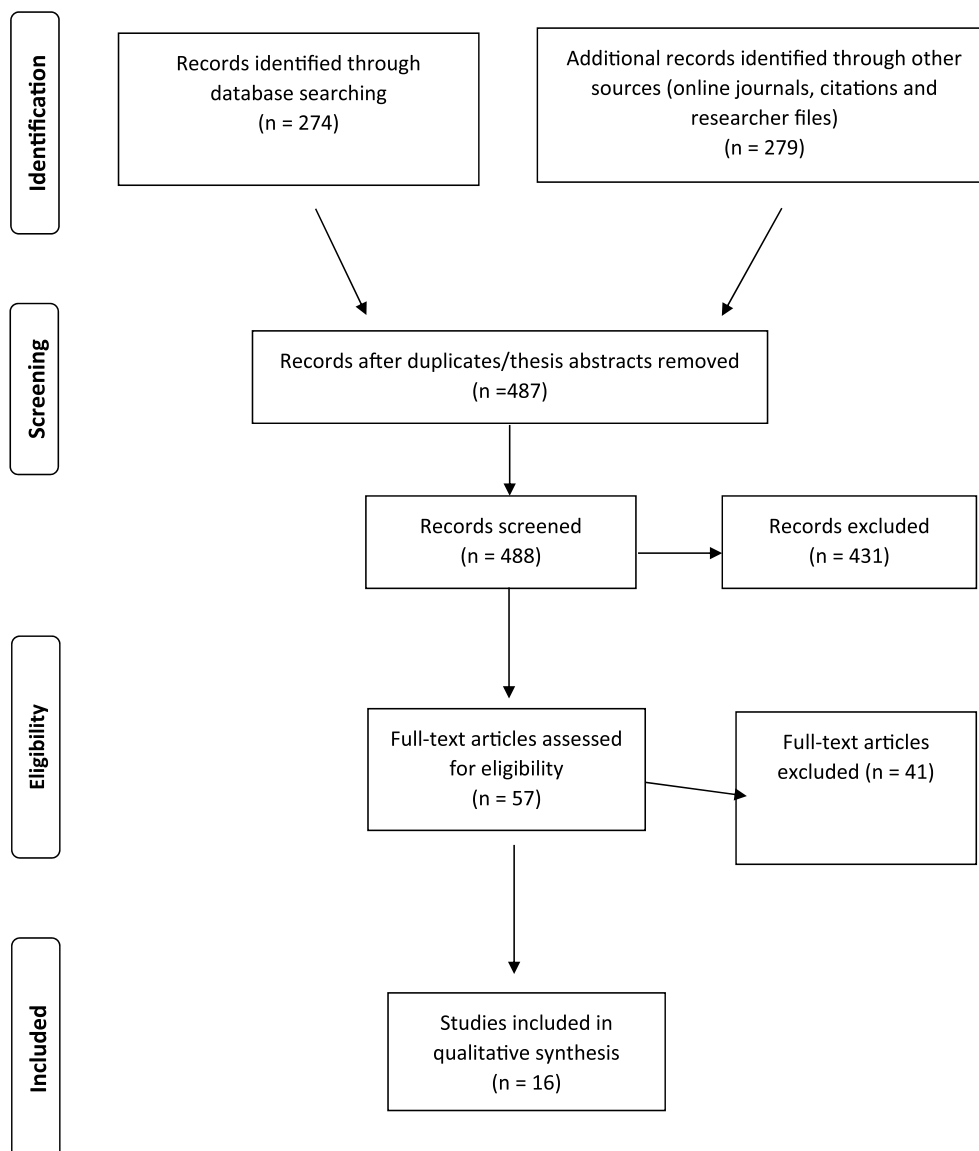 Identification
Records identified through
database searching
(n = 274)
Additional records identified through other
sources (online journals, citations and
researcher files)
(n = 279)
Screening
Records after duplicates/thesis abstracts removed
(n =487)
Records screened
(n = 488)
Records excluded
(n = 431)
Eligibility
Full-text articles assessed
for eligibility
(n = 57)
Full-text articles
excluded (n = 41)
Included
Studies included in
qualitative synthesis
(n = 16)